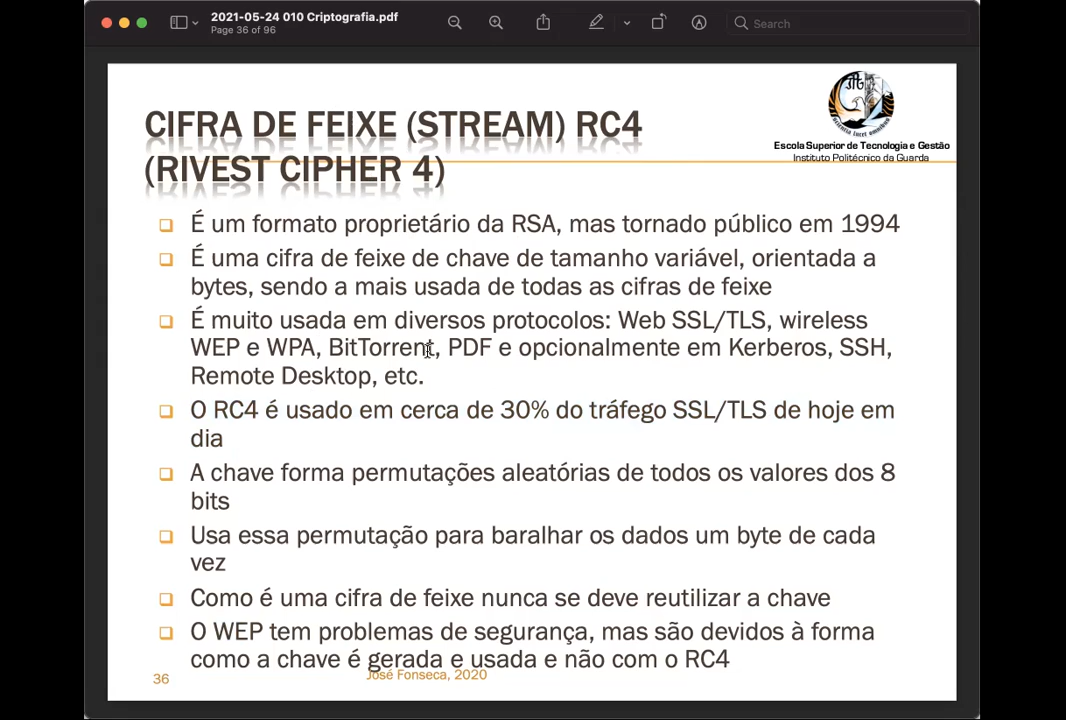 2021-05-24 010 Criptografia.pdf
Page 36 of 96
Search
CIFRA DE FEIXE (STREAM) RC4
(RIVEST CIPHER 4)
Escola Superior de Tecnologia e Gestão
Instituto Politécnico da Guarda
É um formato proprietário da RSA, mas tornado público em 1994
É uma cifra de feixe de chave de tamanho variável, orientada a
bytes, sendo a mais usada de todas as cifras de feixe
É muito usada em diversos protocolos: Web SSL/TLS, wireless
WEP e WPA, BitTorrent, PDF e opcionalmente em Kerberos, SSH,
Remote Desktop, etc.
O RC4 é usado em cerca de 30% do tráfego SSL/TLS de hoje em
dia
A chave forma permutações aleatórias de todos os valores dos 8
bits
Usa essa permutação para baralhar os dados um byte de cada
vez
Como é uma cifra de feixe nunca se deve reutilizar a chave
O WEP tem problemas de segurança, mas são devidos à forma
como a chave é gerada e usada e não com o RC4
36
José Fonseca, 2020